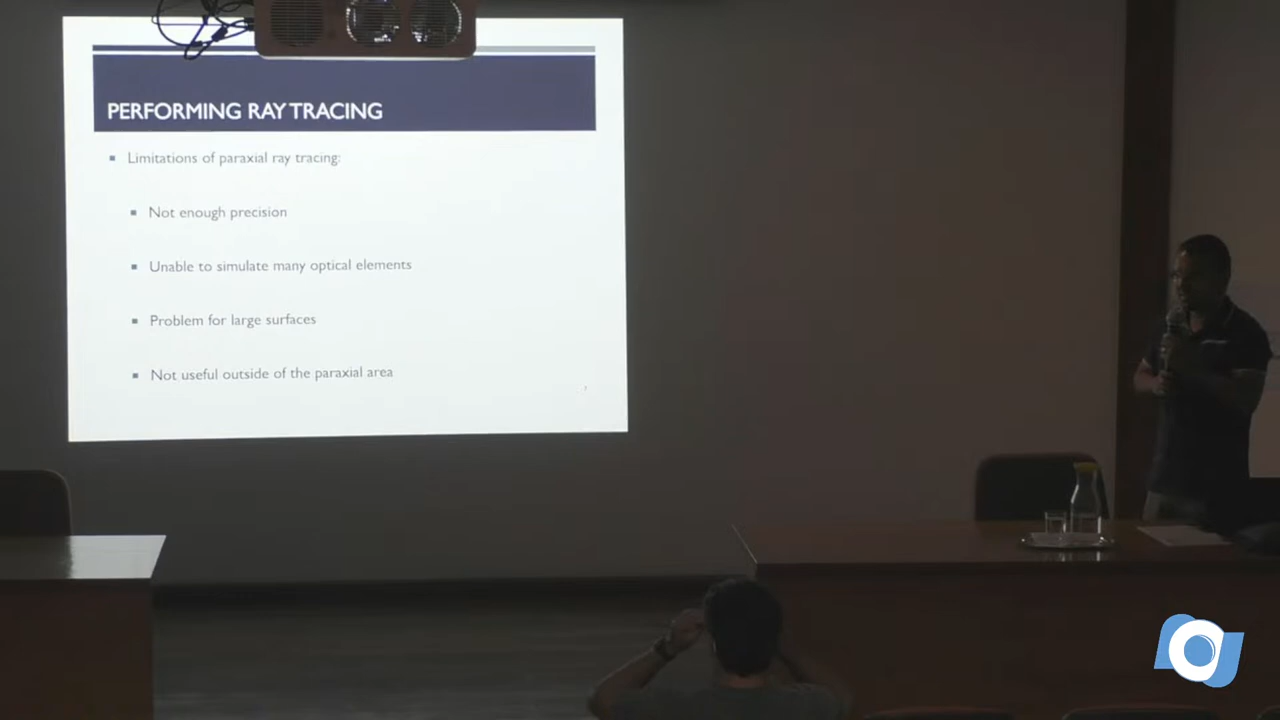 PERFORMING RAY TRACING
Limitations of paraxial ray tracing:
Not enough precision
Unable to simulate many optical elements
Problem for large surfaces
Not useful outside of the paraxial area